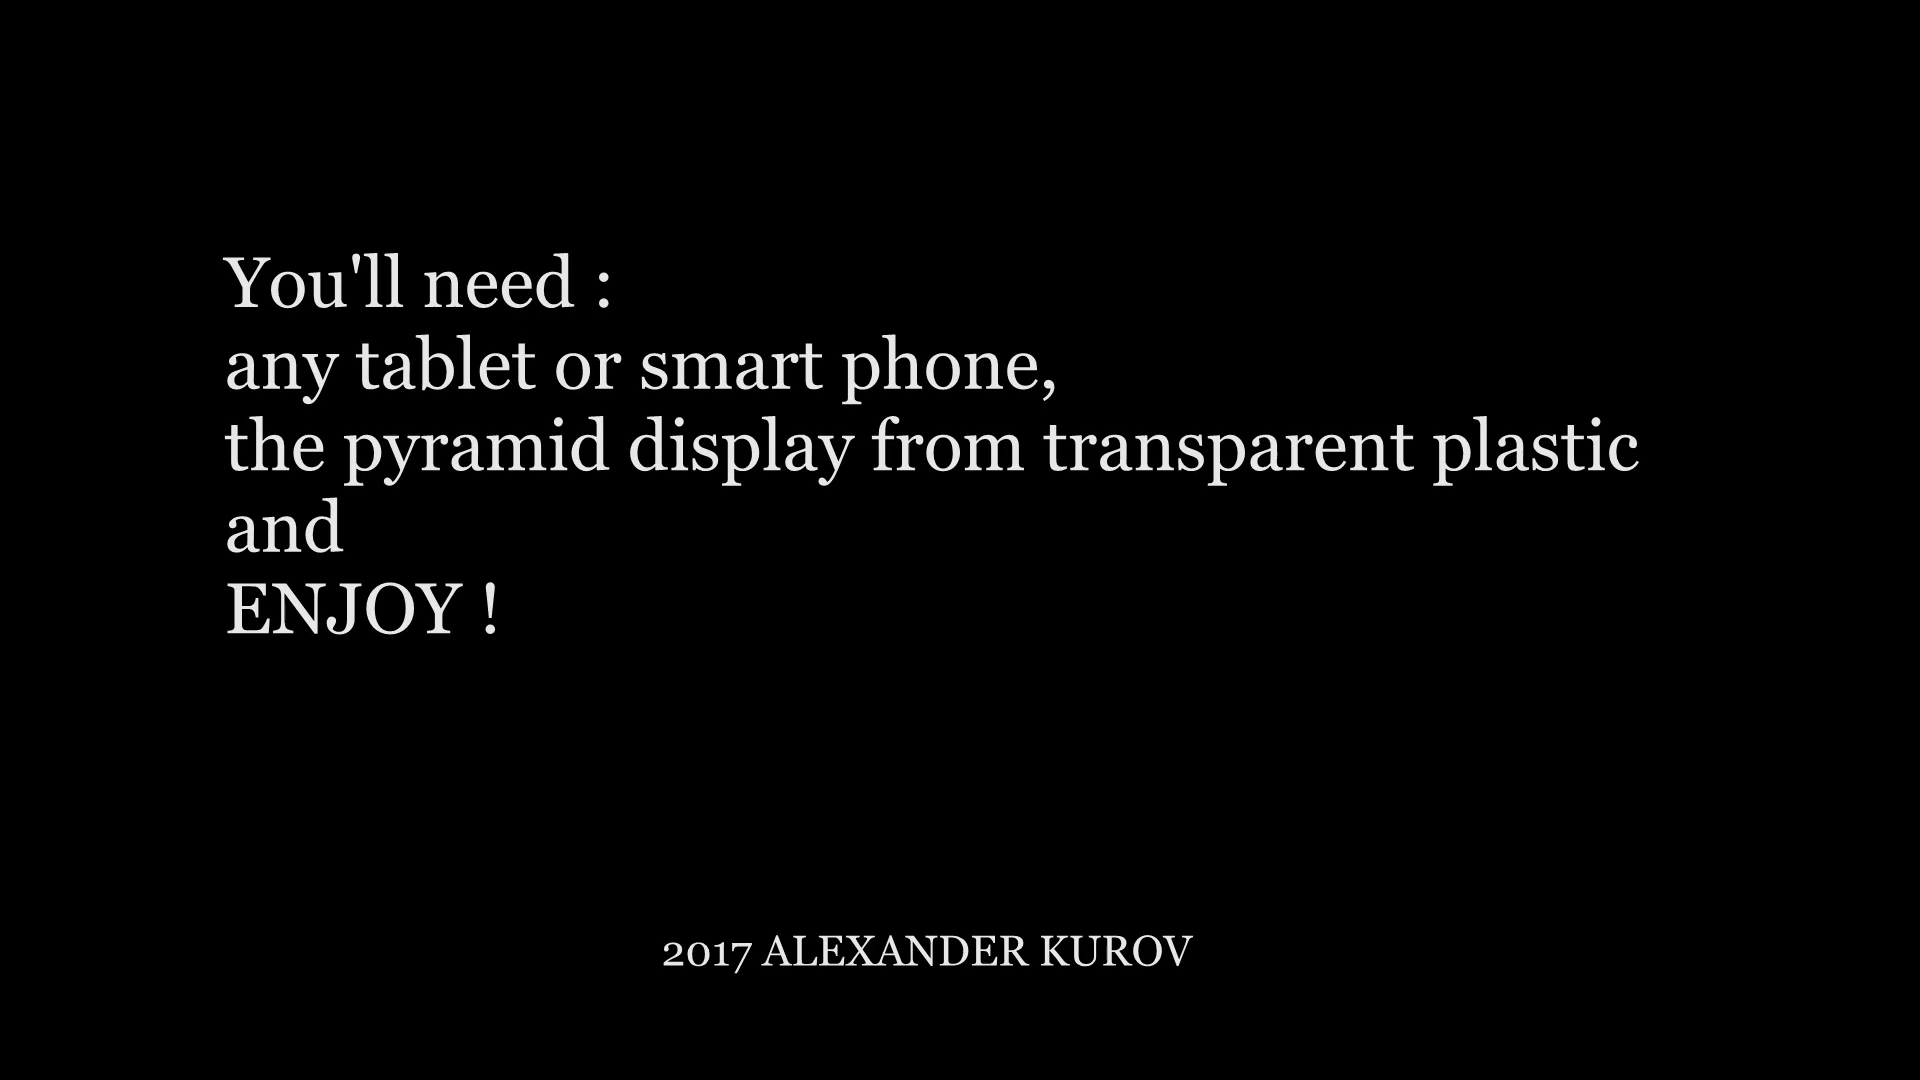 You'll need :
any tablet or smart phone,
the pyramid display from transparent plastic
and
ENJOY !
2017 ALEXANDER KUROV